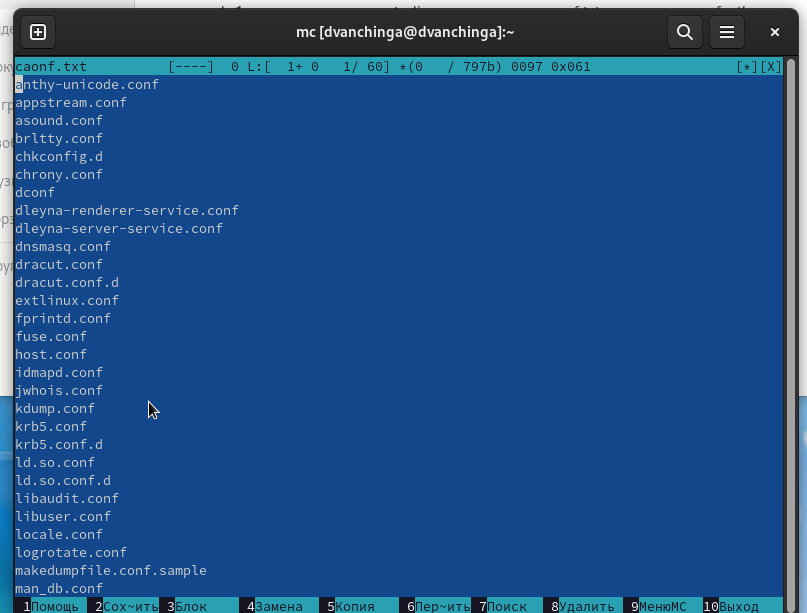 mc [dvanchinga@dvanchinga]:~
caonf.txt [----] 0 L:[ 1+ 0 1/ 60] *(0 / 797b) 0097 0x061 [*][X]
anthy-unicode.conf
appstream.conf
asound.conf
brltty.conf
chkconfig.d
chrony.conf
dconf
dleyna-renderer-service.conf
dleyna-server-service.conf
dnsmasq.conf
dracut.conf
dracut.conf.d
extlinux.conf
fprintd.conf
fuse.conf
host.conf
idmapd.conf
jwhois.conf
kdump.conf
krb5.conf
krb5.conf.d
ld.so.conf
ld.so.conf.d
libaudit.conf
libuser.conf
locale.conf
logrotate.conf
makedumpfile.conf.sample
man_db.conf
1Помощь 2Сох~ить 3Блок 4Замена 5Копия 6Пер~ить 7Поиск 8Удалить 9МенюMC 10Выход